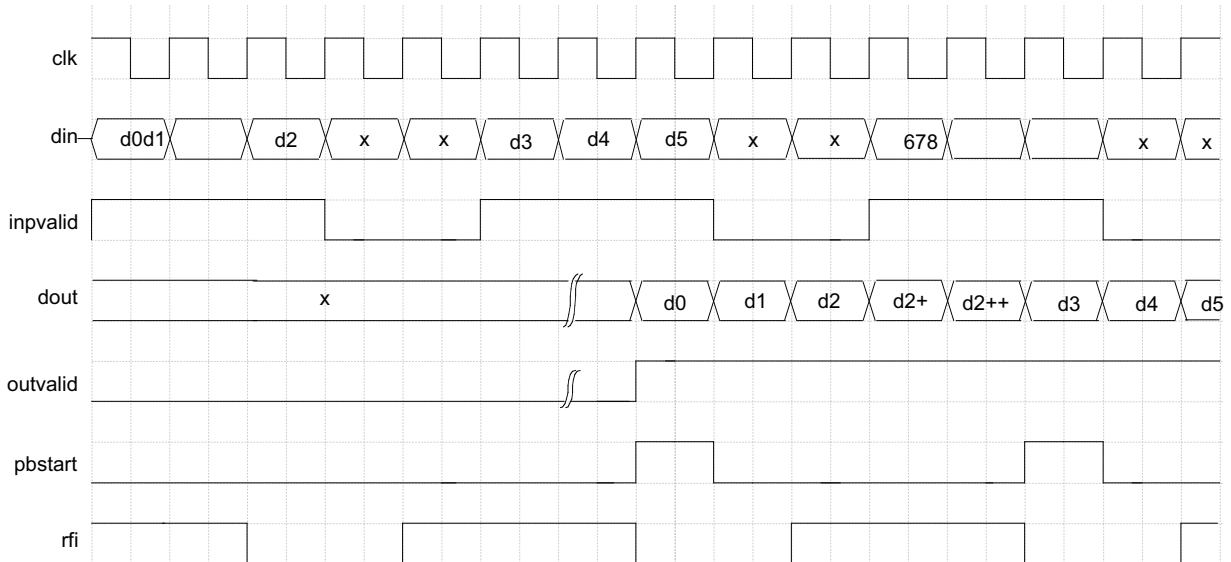 clk
din d0d1 d2 x x d3 d4 d5 x x 678 x x
inpvalid
dout x d0 d1 d2 d2+ d2++ d3 d4 d5
outvalid
pbstart
rfi